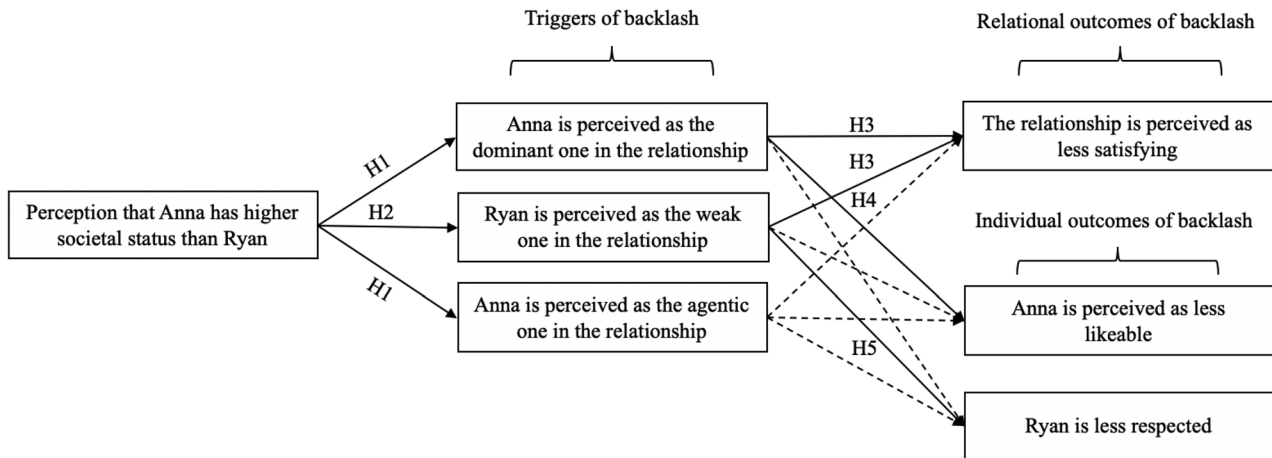 Triggers of backlash
Relational outcomes of backlash
Anna is perceived as the
dominant one in the relationship
H3
The relationship is perceived as
less satisfying
H1
H3
Perception that Anna has higher
societal status than Ryan
H2
Ryan is perceived as the weak
one in the relationship
H4
Individual outcomes of backlash
H1
Anna is perceived as the agentic
one in the relationship
Anna is perceived as less
likeable
H5
Ryan is less respected